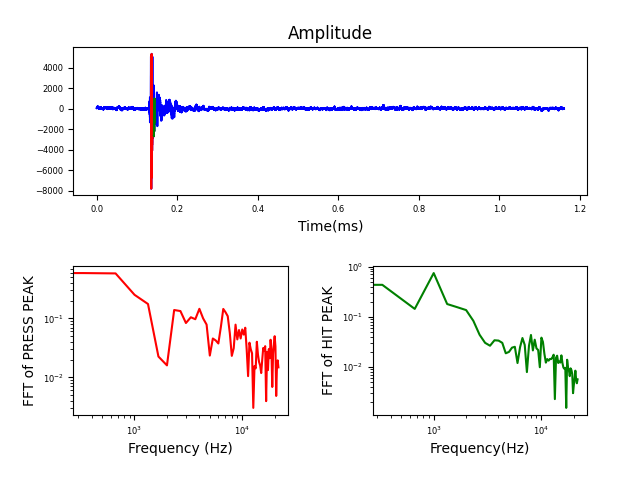 Amplitude
4000
2000
0
−2000
−4000
−6000
−8000
0.0 0.2 0.4 0.6 0.8 1.0 1.2
Time(ms)
FFT of PRESS PEAK
10⁻¹
10⁻²
10³ 10⁴
Frequency (Hz)
FFT of HIT PEAK
10⁰
10⁻¹
10⁻²
10³ 10⁴
Frequency(Hz)